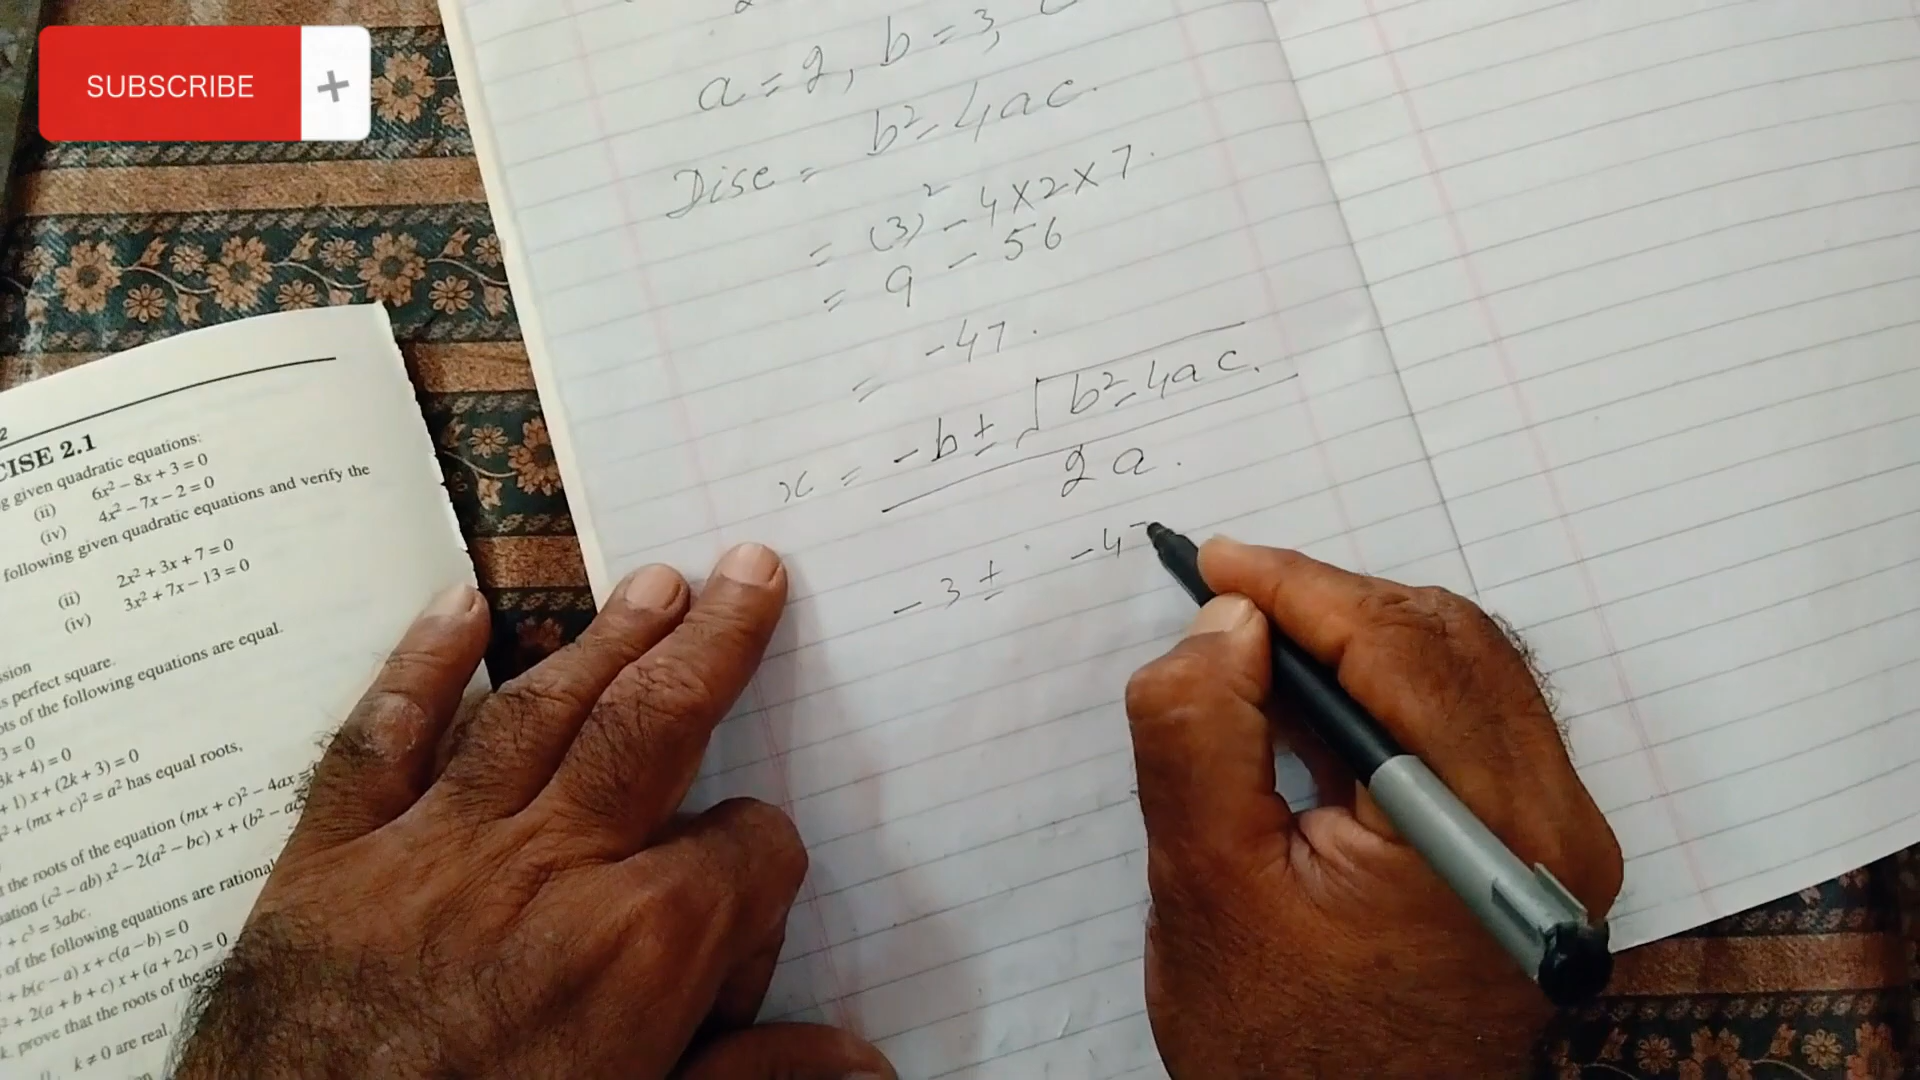 SUBSCRIBE +
a = 2, b = 3,
Disc = b² - 4ac.
= (3)² - 4×2×7.
= 9 - 56
= -47.
x = -b ± √b² - 4ac.
2a.
-3 ± -4
CISE 2.1
given quadratic equations:
(ii) 6x² − 8x + 3 = 0
(iv) 4x² − 7x − 2 = 0
following given quadratic equations and verify the
(ii) 2x² + 3x + 7 = 0
(iv) 3x² + 7x − 13 = 0
perfect square.
of the following equations are equal.
3 = 0
3k + 4) = 0
+ 1) x + (2k + 3) = 0
+ (mx + c)² = a² has equal roots,
the roots of the equation (mx + c)² − 4ax =
(c² − ab) x² − 2(a² − bc) x + (b² −
+ c³ = 3abc.
of the following equations are rational
+ b(c − a) x + c(a − b) = 0
+ 2(a + b + c) x + (a + 2c) = 0
prove that the roots of the
k ≠ 0 are real.